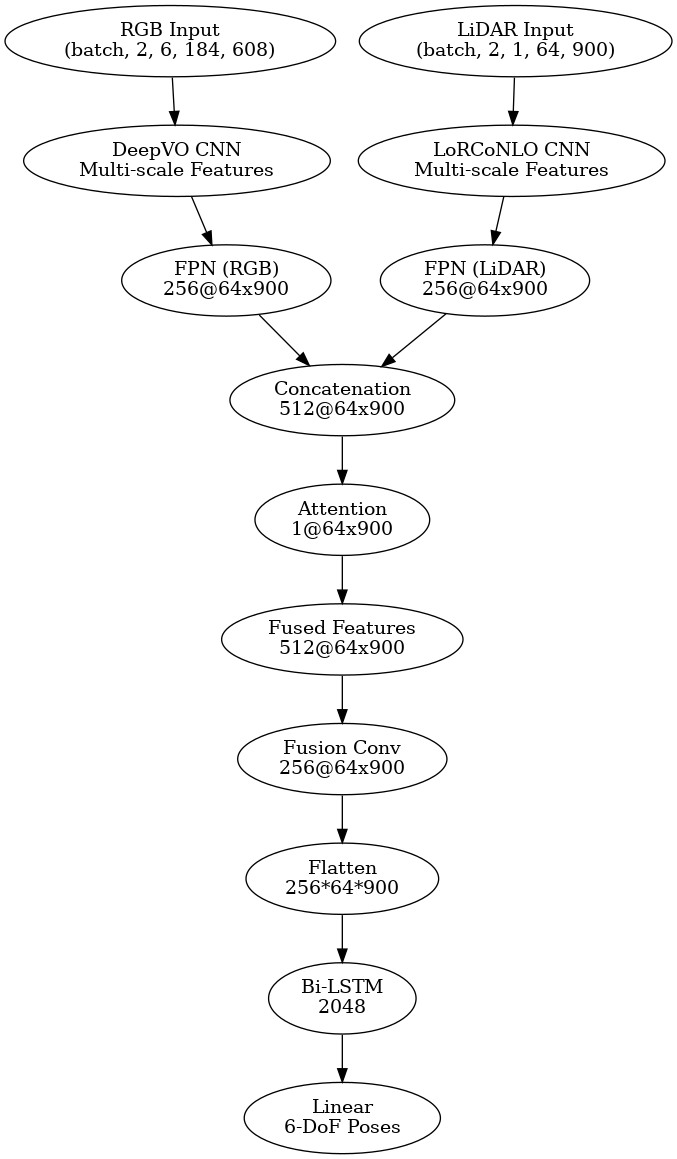 RGB Input
(batch, 2, 6, 184, 608)
LiDAR Input
(batch, 2, 1, 64, 900)
DeepVO CNN
Multi-scale Features
LoRCoNLO CNN
Multi-scale Features
FPN (RGB)
256@64x900
FPN (LiDAR)
256@64x900
Concatenation
512@64x900
Attention
1@64x900
Fused Features
512@64x900
Fusion Conv
256@64x900
Flatten
256*64*900
Bi-LSTM
2048
Linear
6-DoF Poses